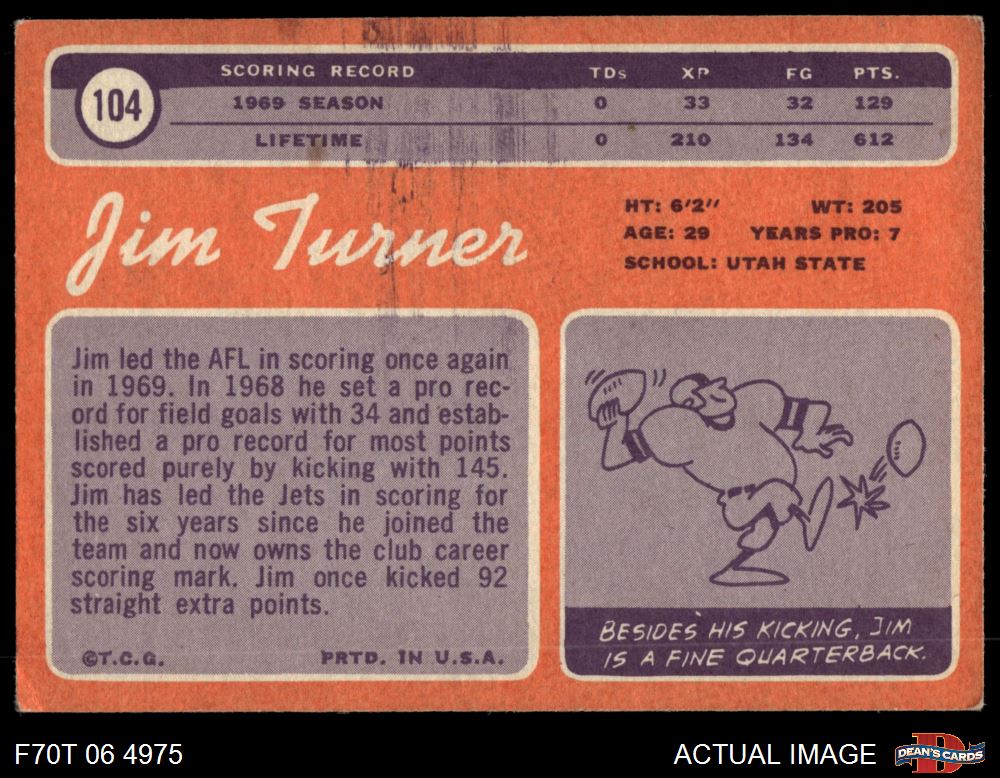 104
SCORING RECORD TDs XP FG PTS.
1969 SEASON 0 33 32 129
LIFETIME 0 210 134 612
Jim Turner
HT: 6'2" WT: 205
AGE: 29 YEARS PRO: 7
SCHOOL: UTAH STATE
Jim led the AFL in scoring once again
in 1969. In 1968 he set a pro rec-
ord for field goals with 34 and estab-
lished a pro record for most points
scored purely by kicking with 145.
Jim has led the Jets in scoring for
the six years since he joined the
team and now owns the club career
scoring mark. Jim once kicked 92
straight extra points.
©T.C.G. PRTD. IN U.S.A.
BESIDES HIS KICKING, JIM
IS A FINE QUARTERBACK.
F70T 06 4975
ACTUAL IMAGE
DEAN'S CARDS